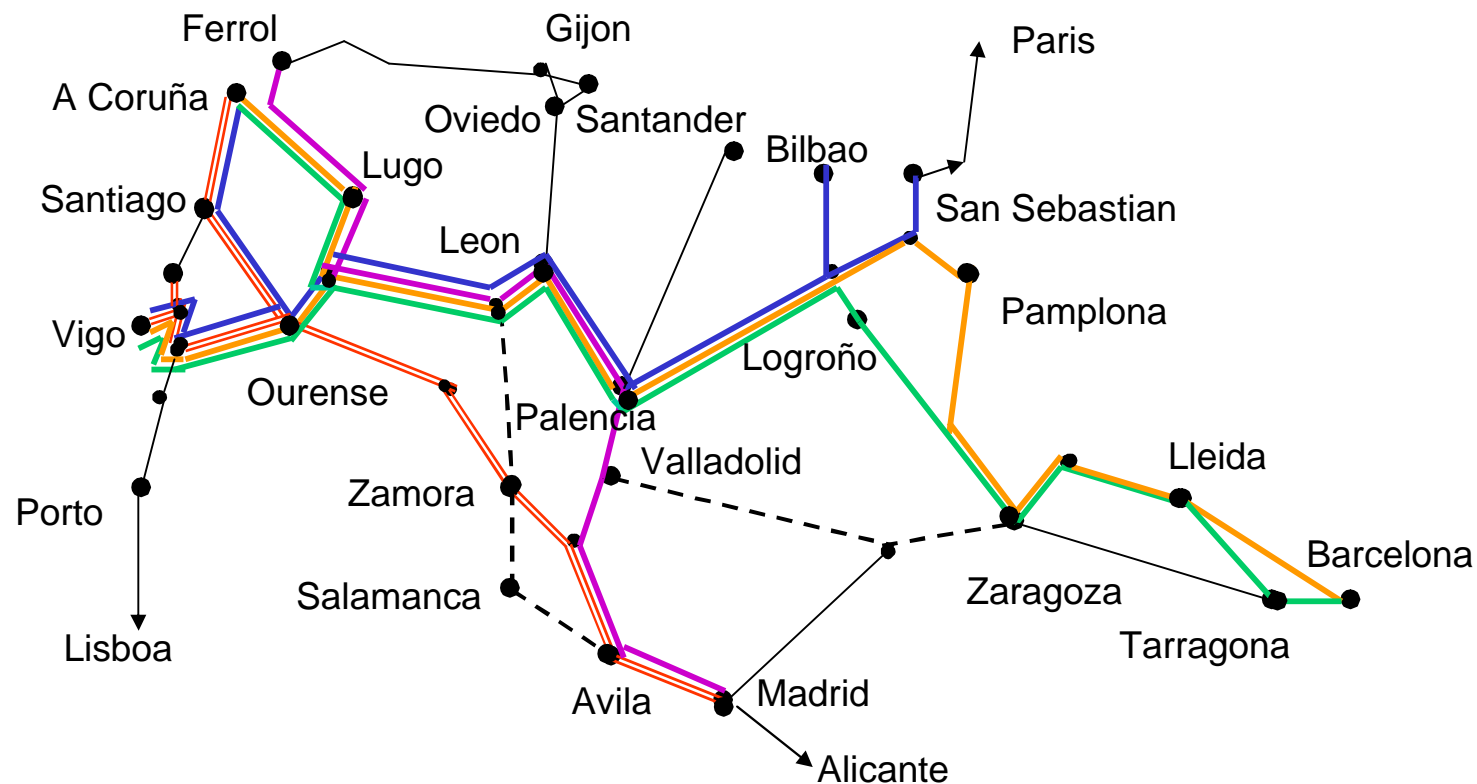 Ferrol
Gijon
Paris
A Coruña
Oviedo
Santander
Bilbao
Lugo
Santiago
San Sebastian
Leon
Pamplona
Vigo
Logroño
Ourense
Palencia
Valladolid
Lleida
Zamora
Porto
Barcelona
Salamanca
Zaragoza
Tarragona
Lisboa
Avila
Madrid
Alicante